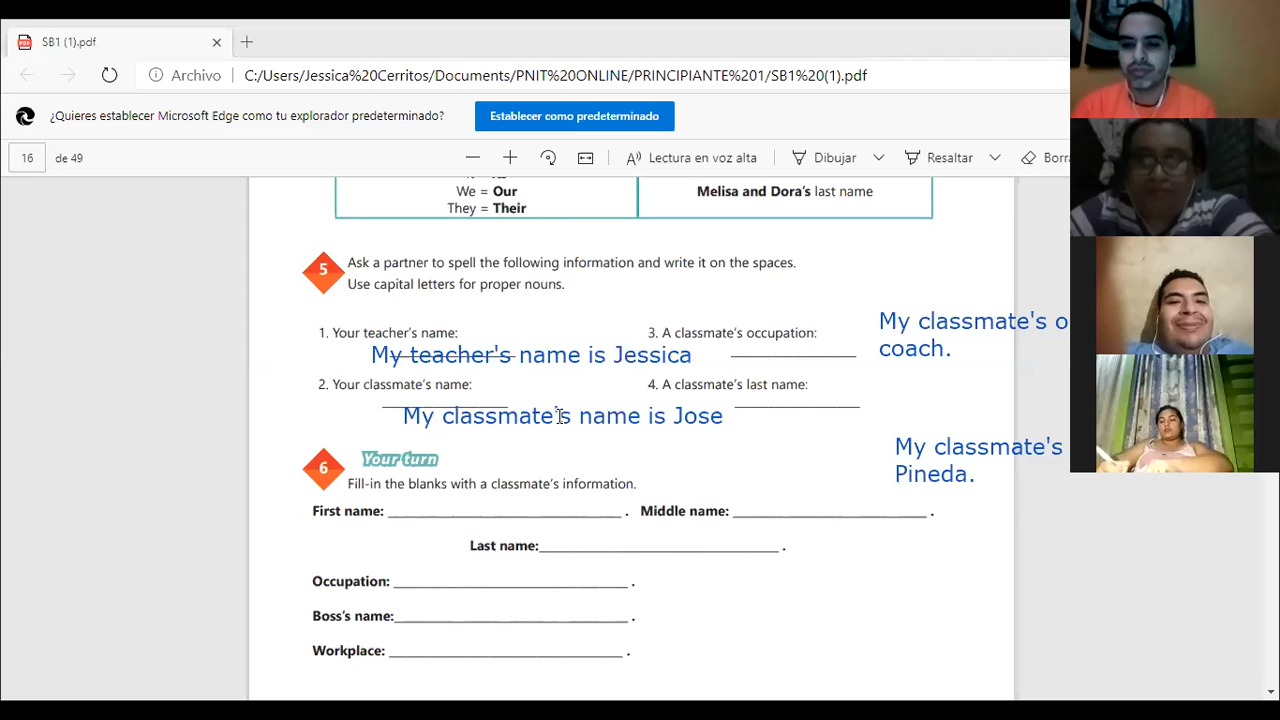 SB1 (1).pdf
Archivo C:/Users/Jessica%20Cerritos/Documents/PNIT%20ONLINE/PRINCIPIANTE%201/SB1%20(1).pdf
¿Quieres establecer Microsoft Edge como tu explorador predeterminado? Establecer como predeterminado
16 de 49 Lectura en voz alta Dibujar Resaltar Borra
We = Our
They = Their
Melisa and Dora's last name
5 Ask a partner to spell the following information and write it on the spaces.
Use capital letters for proper nouns.
1. Your teacher's name:
My teacher's name is Jessica
2. Your classmate's name:
My classmate's name is Jose
3. A classmate's occupation:
My classmate's o
coach.
4. A classmate's last name:
My classmate's
Pineda.
6 Your turn
Fill-in the blanks with a classmate's information.
First name: . Middle name: .
Last name: .
Occupation: .
Boss's name: .
Workplace: .